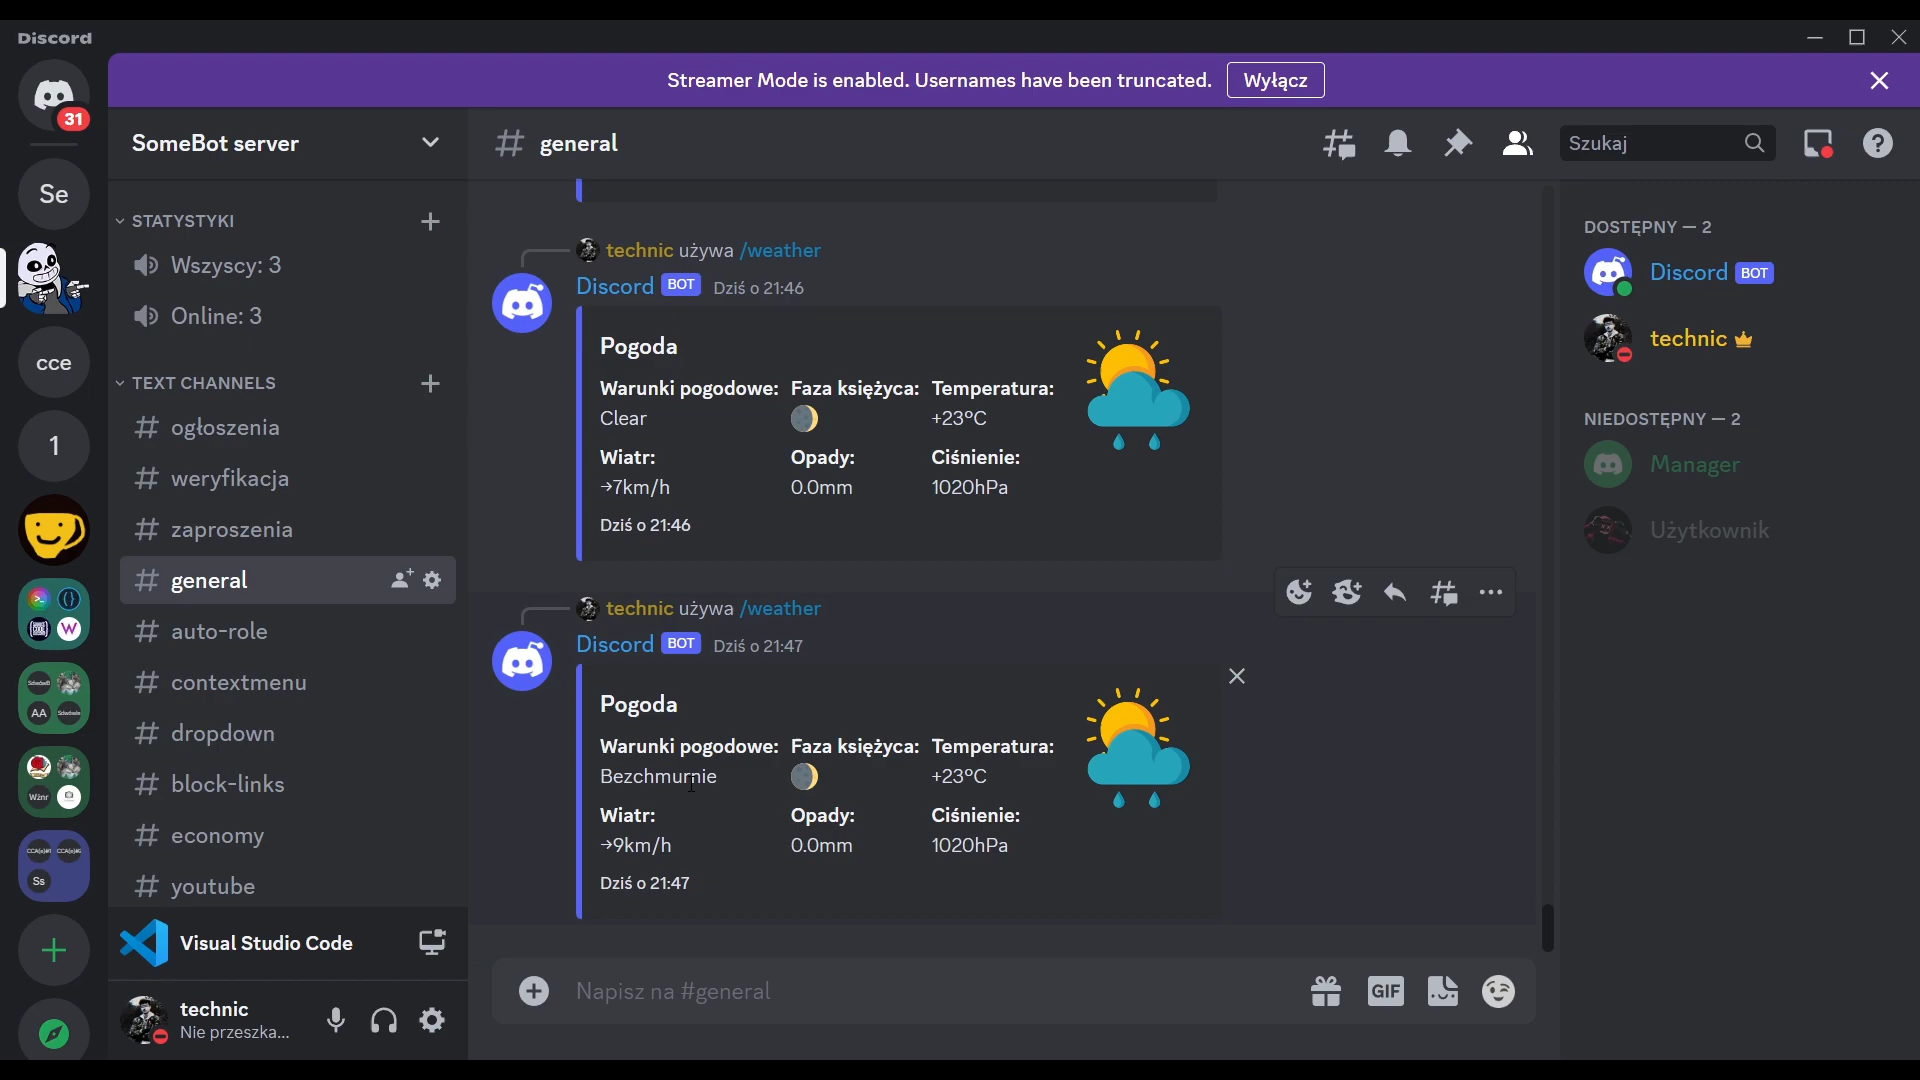 Discord
Streamer Mode is enabled. Usernames have been truncated. Wyłącz
31
Se
cce
1
SomeBot server
STATYSTYKI
Wszyscy: 3
Online: 3
TEXT CHANNELS
ogłoszenia
weryfikacja
zaproszenia
general
auto-role
contextmenu
dropdown
block-links
economy
youtube
AA
Ss
Visual Studio Code
technic
Nie przeszka...
# general
Szukaj
technic używa /weather
Discord BOT Dziś o 21:46
Pogoda
Warunki pogodowe: Faza księżyca: Temperatura:
Clear +23°C
Wiatr: Opady: Ciśnienie:
→7km/h 0.0mm 1020hPa
Dziś o 21:46
technic używa /weather
Discord BOT Dziś o 21:47
Pogoda
Warunki pogodowe: Faza księżyca: Temperatura:
Bezchmurnie +23°C
Wiatr: Opady: Ciśnienie:
→9km/h 0.0mm 1020hPa
Dziś o 21:47
Napisz na #general
GIF
DOSTĘPNY — 2
Discord BOT
technic
NIEDOSTĘPNY — 2
Manager
Użytkownik